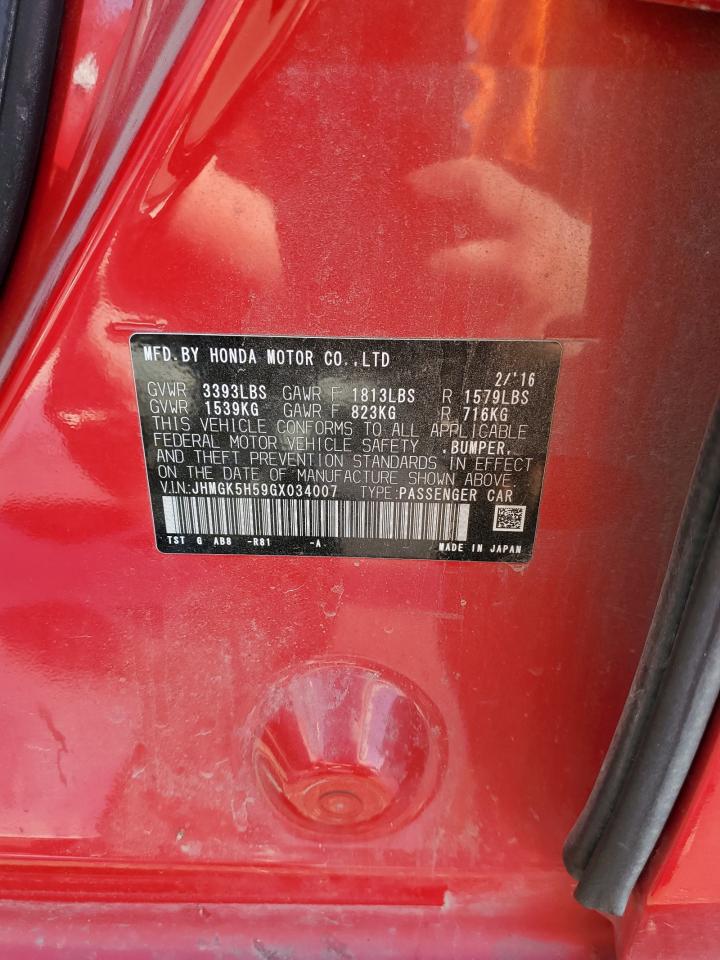 MFD.BY HONDA MOTOR CO.,LTD
2/'16
GVWR 3393LBS GAWR F 1813LBS R 1579LBS
GVWR 1539KG GAWR F 823KG R 716KG
THIS VEHICLE CONFORMS TO ALL APPLICABLE
FEDERAL MOTOR VEHICLE SAFETY ,BUMPER,
AND THEFT PREVENTION STANDARDS IN EFFECT
ON THE DATE OF MANUFACTURE SHOWN ABOVE.
V.I.N:JHMGK5H59GX034007 TYPE:PASSENGER CAR
TST G AB8 -R81 -A MADE IN JAPAN